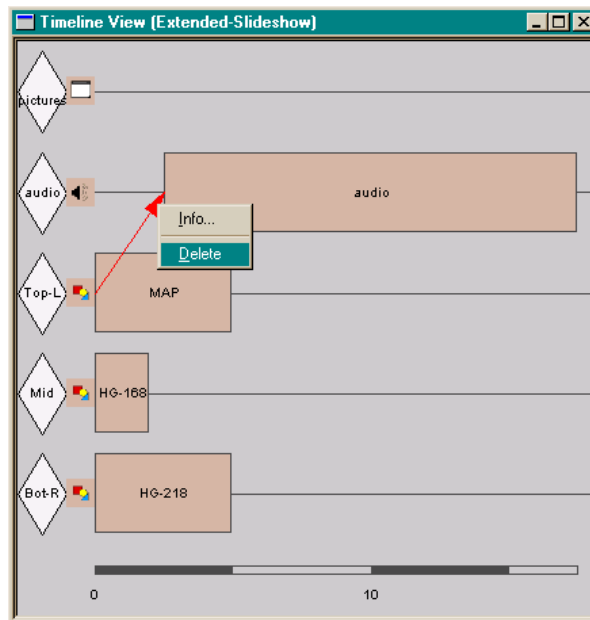 Timeline View (Extended-Slideshow)
pictures
audio
audio
Info...
Delete
Top-L
MAP
Mid
HG-168
Bot-R
HG-218
0 10